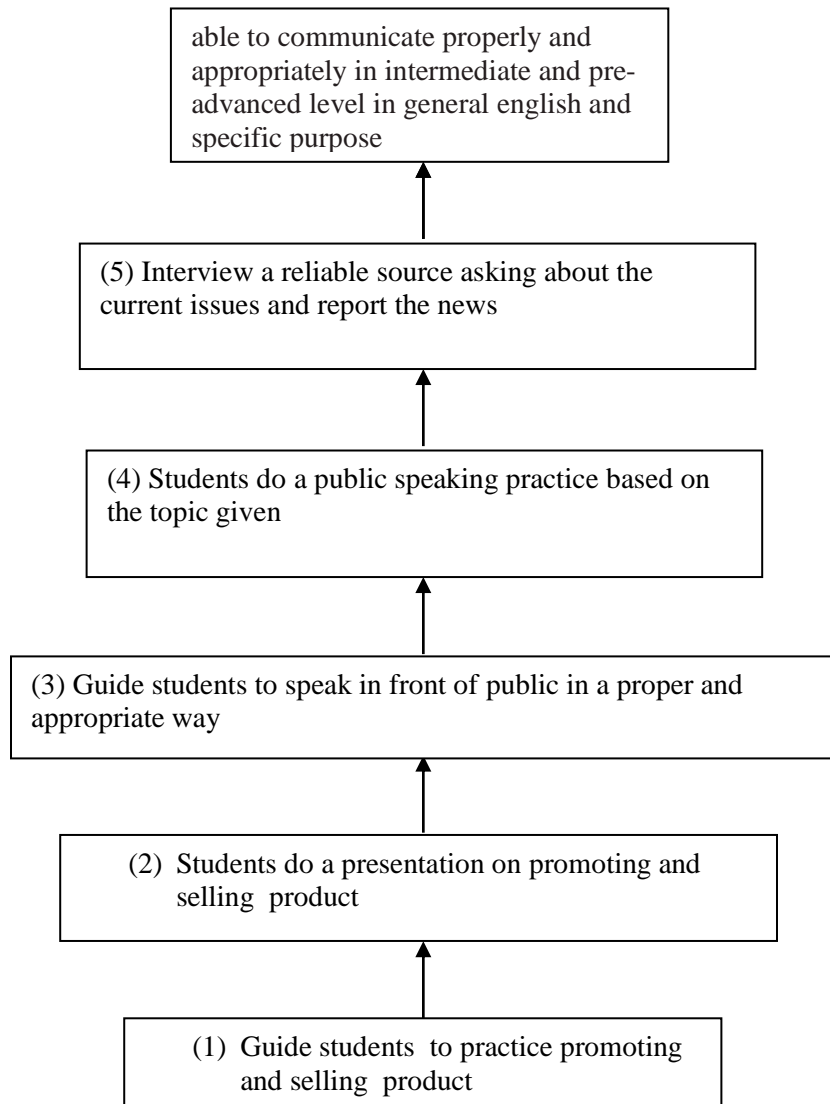 able to communicate properly and
appropriately in intermediate and pre-
advanced level in general english and
specific purpose
(5) Interview a reliable source asking about the
current issues and report the news
(4) Students do a public speaking practice based on
the topic given
(3) Guide students to speak in front of public in a proper and
appropriate way
(2) Students do a presentation on promoting and
selling product
(1) Guide students to practice promoting
and selling product